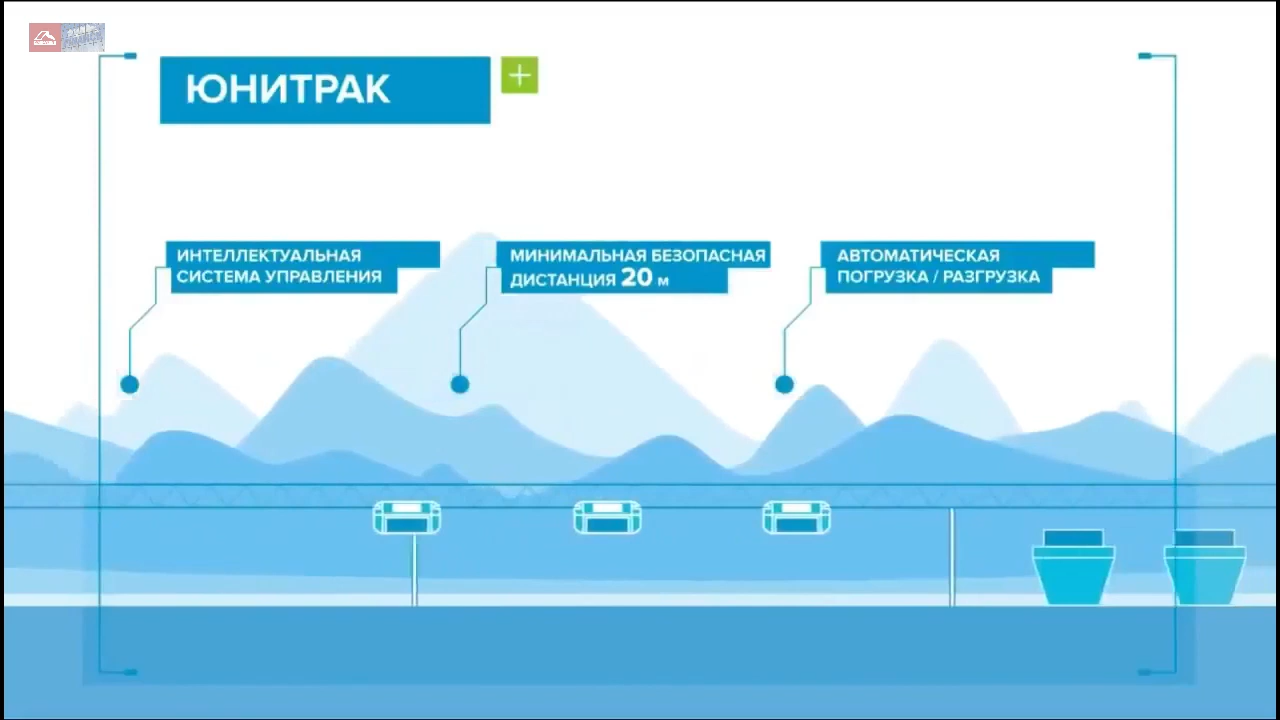 ЮНИТРАК
ИНТЕЛЛЕКТУАЛЬНАЯ
СИСТЕМА УПРАВЛЕНИЯ
МИНИМАЛЬНАЯ БЕЗОПАСНАЯ
ДИСТАНЦИЯ 20 м
АВТОМАТИЧЕСКАЯ
ПОГРУЗКА / РАЗГРУЗКА